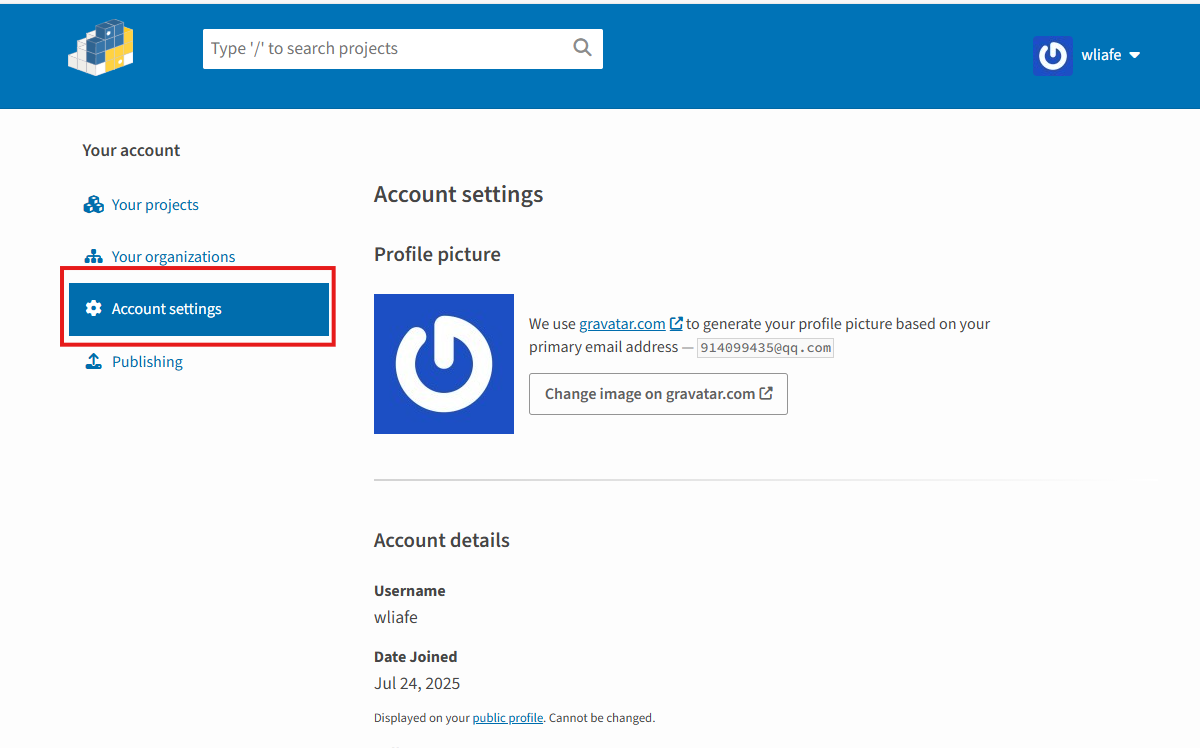 Type '/' to search projects
wliafe
Your account
Your projects
Your organizations
Account settings
Publishing
Account settings
Profile picture
We use gravatar.com to generate your profile picture based on your
primary email address — 914099435@qq.com
Change image on gravatar.com
Account details
Username
wliafe
Date Joined
Jul 24, 2025
Displayed on your public profile. Cannot be changed.